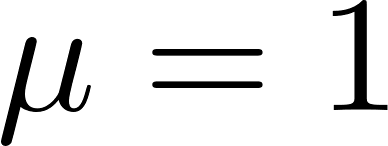 μ = 1